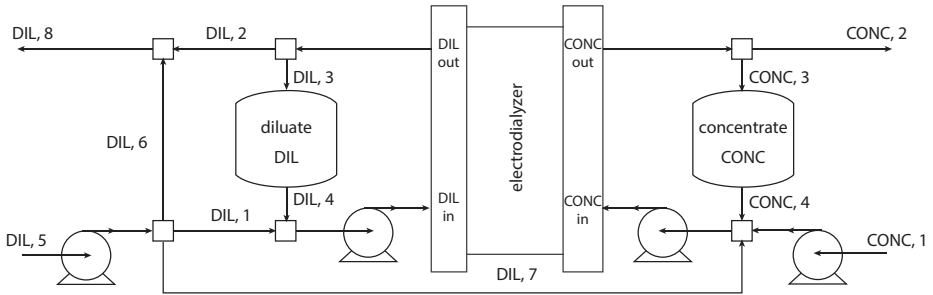 DIL, 8
DIL, 2
DIL
out
CONC
out
CONC, 2
DIL, 3
CONC, 3
diluate
DIL
electrodialyzer
concentrate
CONC
DIL, 6
DIL, 4
DIL
in
CONC
in
CONC, 4
DIL, 1
DIL, 5
CONC, 1
DIL, 7